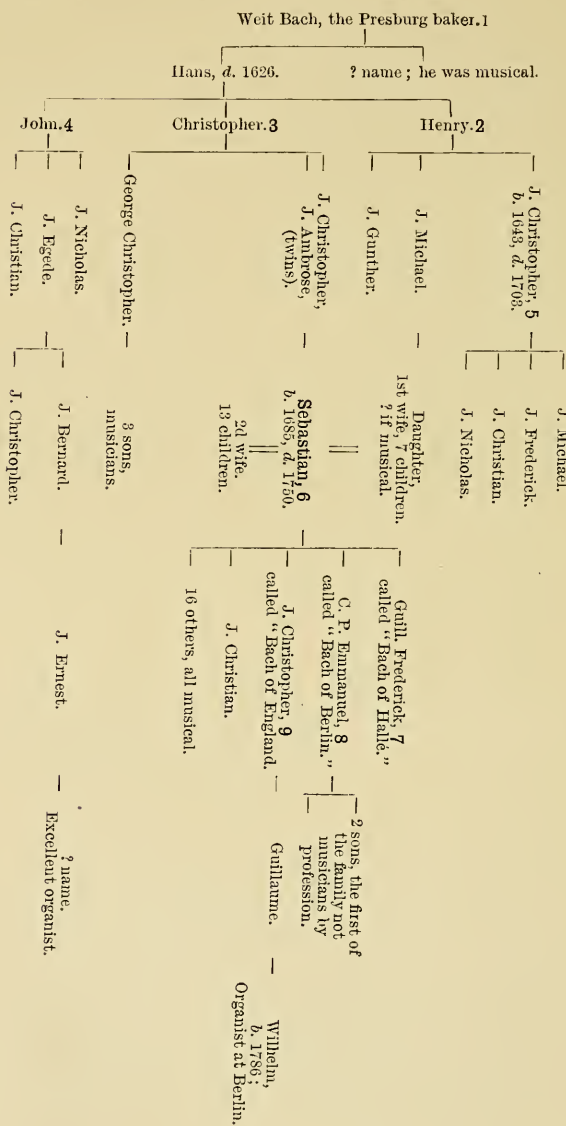 Weit Bach, the Presburg baker.1
Hans, d. 1626.
? name; he was musical.
John.4
Christopher.3
Henry.2
J. Christian.
J. Egede.
J. Nicholas.
George Christopher.
J. Christopher,
J. Ambrose,
(twins).
J. Gunther.
J. Michael.
J. Christopher, 5
b. 1643, d. 1703.
J. Christopher.
J. Bernard.
3 sons,
musicians.
2d wife.
13 children.
Sebastian, 6
b. 1685, d. 1750.
Daughter,
1st wife, 7 children.
? if musical.
J. Nicholas.
J. Christian.
J. Frederick.
J. Michael.
J. Ernest.
16 others, all musical.
J. Christian.
J. Christopher, 9
called "Bach of England."
C. P. Emmanuel, 8
called "Bach of Berlin."
Guill. Frederick, 7
called "Bach of Hallé."
? name.
Excellent organist.
Guillaume.
2 sons, the first of
the family not
musicians by
profession.
Wilhelm,
b. 1786;
Organist at Berlin.